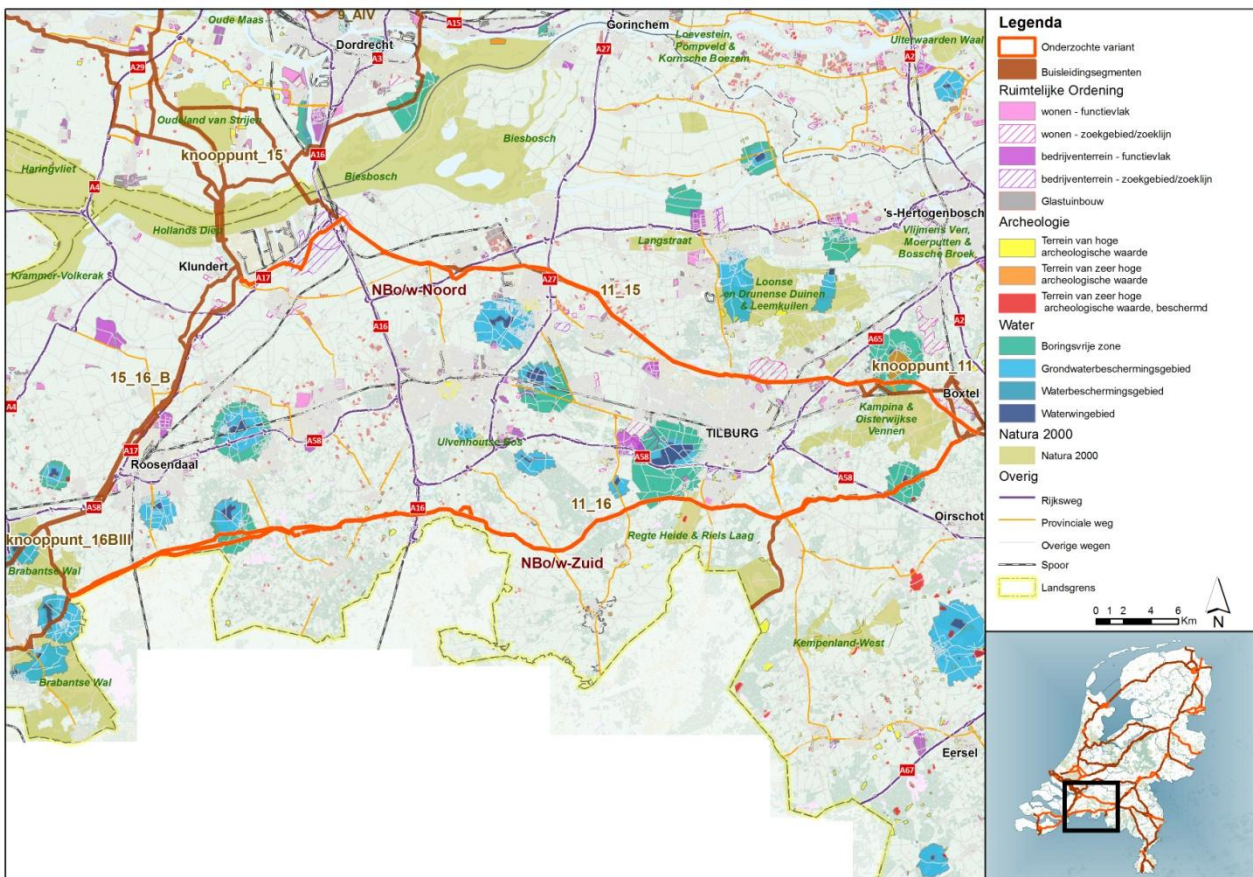 Oude Maas
9_AIV
A15
Gorinchem
Dordrecht
A3
A27
Loevestein,
Pompveld &
Kornsche Boezem
A2
Uiterwaarden Waal
A29
Oudeland van Strijen
knooppunt_15
A16
Biesbosch
Biesbosch
Haringvliet
A4
Hollands Diep
Krammer-Volkerak
Klundert
A17
NBo/w-Noord
A27
11_15
Langstraat
's-Hertogenbosch
Vlijmens Ven,
Moerputten &
Bossche Broek
Loonse
en Drunense Duinen
& Leemkuilen
A16
A65
A2
knooppunt_11
Boxtel
15_16_B
A4
Kampina &
Oisterwijkse
Vennen
A17
Roosendaal
A58
Ulvenhoutse Bos
TILBURG
A58
A58
A58
A16
11_16
Oirschot
knooppunt_16BIII
Brabantse Wal
NBo/w-Zuid
Regte Heide & Riels Laag
Kempenland-West
Brabantse Wal
Eersel
A67
Legenda
Onderzochte variant
Buisleidingsegmenten
Ruimtelijke Ordening
wonen - functievlak
wonen - zoekgebied/zoeklijn
bedrijventerrein - functievlak
bedrijventerrein - zoekgebied/zoeklijn
Glastuinbouw
Archeologie
Terrein van hoge
archeologische waarde
Terrein van zeer hoge
archeologische waarde
Terrein van zeer hoge
archeologische waarde, beschermd
Water
Boringsvrije zone
Grondwaterbeschermingsgebied
Waterbeschermingsgebied
Waterwingebied
Natura 2000
Natura 2000
Overig
Rijksweg
Provinciale weg
Overige wegen
Spoor
Landsgrens
0 1 2 4 6
Km
N